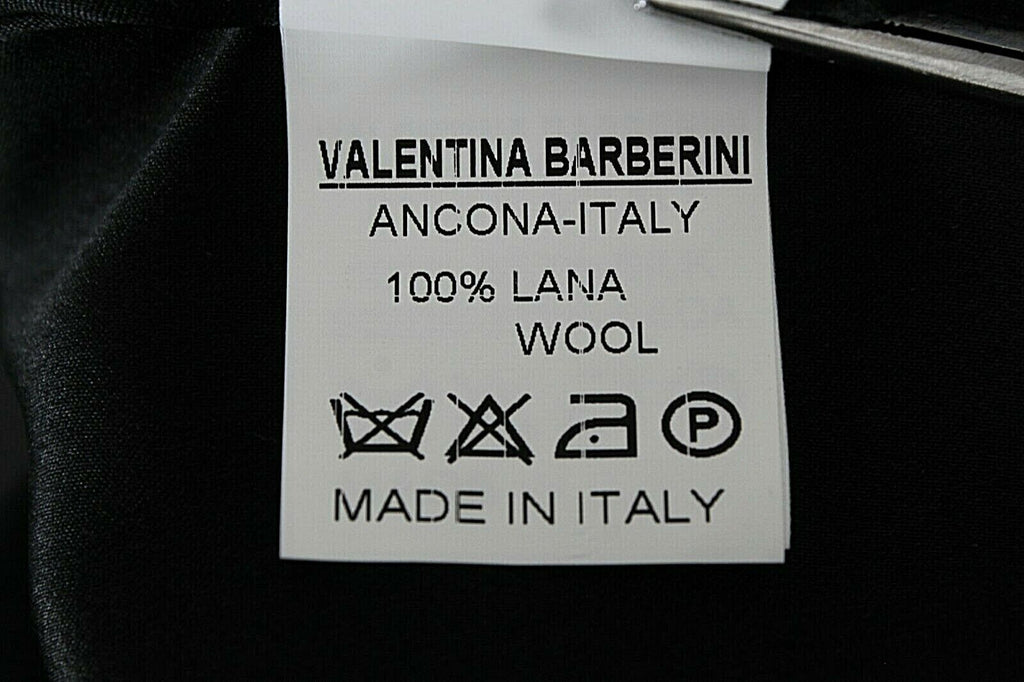 VALENTINA BARBERINI
ANCONA-ITALY
100% LANA
WOOL
P
MADE IN ITALY